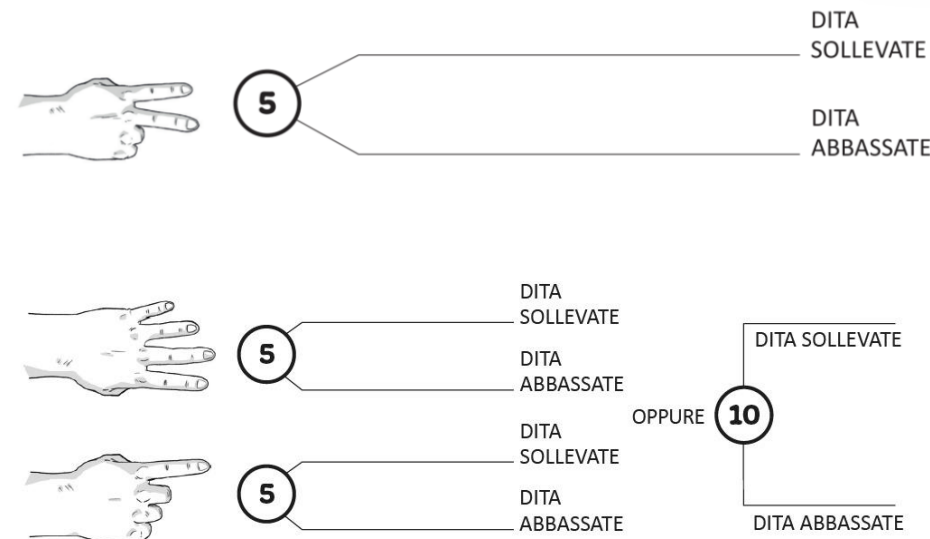 DITA
SOLLEVATE
5
DITA
ABBASSATE
DITA
SOLLEVATE
5
DITA
ABBASSATE
DITA
SOLLEVATE
5
DITA
ABBASSATE
DITA SOLLEVATE
OPPURE 10
DITA ABBASSATE